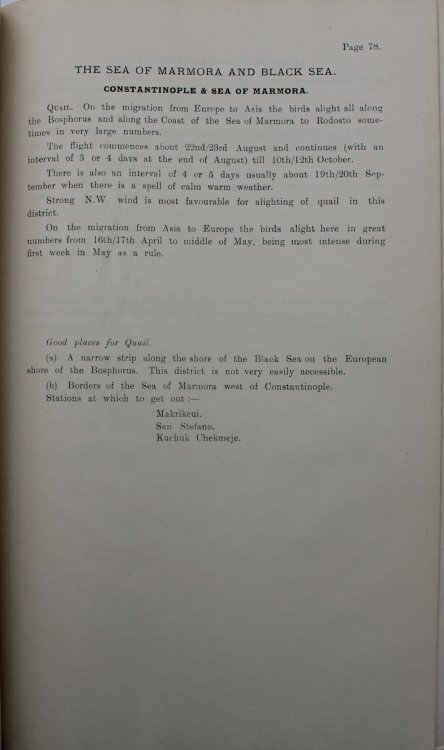 Page 78.
THE SEA OF MARMORA AND BLACK SEA.
CONSTANTINOPLE & SEA OF MARMORA.
QUAIL. On the migration from Europe to Asia the birds alight all along
the Bosphorus and along the Coast of the Sea of Marmora to Rodosto some-
times in very large numbers.
The flight commences about 22nd/23rd August and continues (with an
interval of 3 or 4 days at the end of August) till 10th/12th October.
There is also an interval of 4 or 5 days usually about 19th/20th Sep-
tember when there is a spell of calm warm weather.
Strong N.W. wind is most favourable for alighting of quail in this
district.
On the migration from Asia to Europe the birds alight here in great
numbers from 16th/17th April to middle of May, being most intense during
first week in May as a rule.
Good places for Quail.
(a) A narrow strip along the shore of the Black Sea on the European
shore of the Bosphorus. This district is not very easily accessible.
(b) Borders of the Sea of Marmora west of Constantinople.
Stations at which to get out :—
Makrikeui.
San Stefano.
Kuchuk Chekmeje.